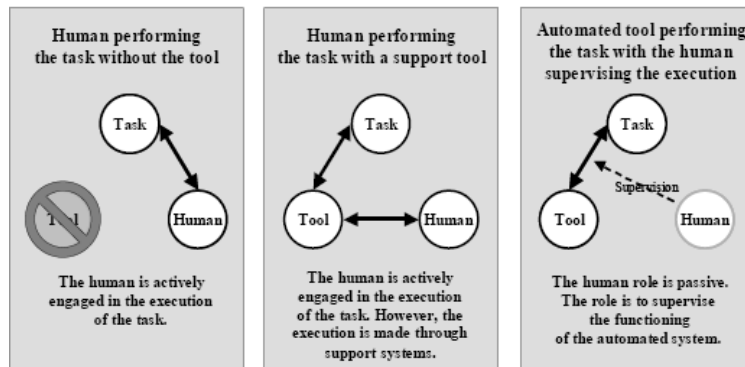 Human performing
the task without the tool
Task
Tool
Human
The human is actively
engaged in the execution
of the task.
Human performing
the task with a support tool
Task
Tool
Human
The human is actively
engaged in the execution
of the task. However, the
execution is made through
support systems.
Automated tool performing
the task with the human
supervising the execution
Task
Supervision
Tool
Human
The human role is passive.
The role is to supervise
the functioning
of the automated system.